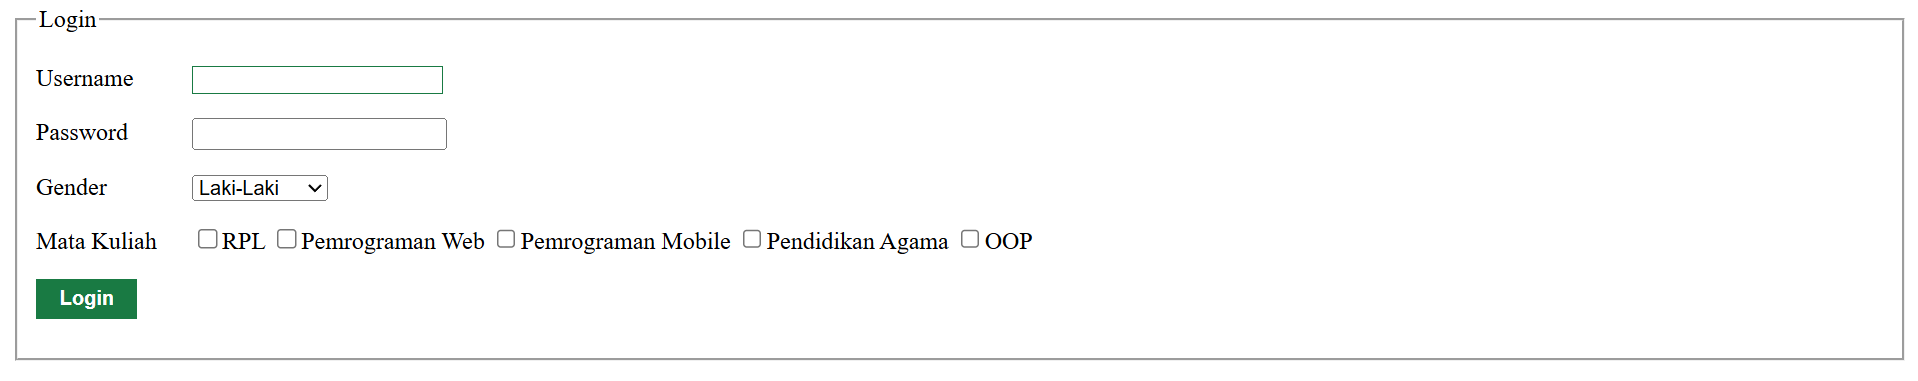 Login
Username
Password
Gender Laki-Laki
Mata Kuliah RPL Pemrograman Web Pemrograman Mobile Pendidikan Agama OOP
Login